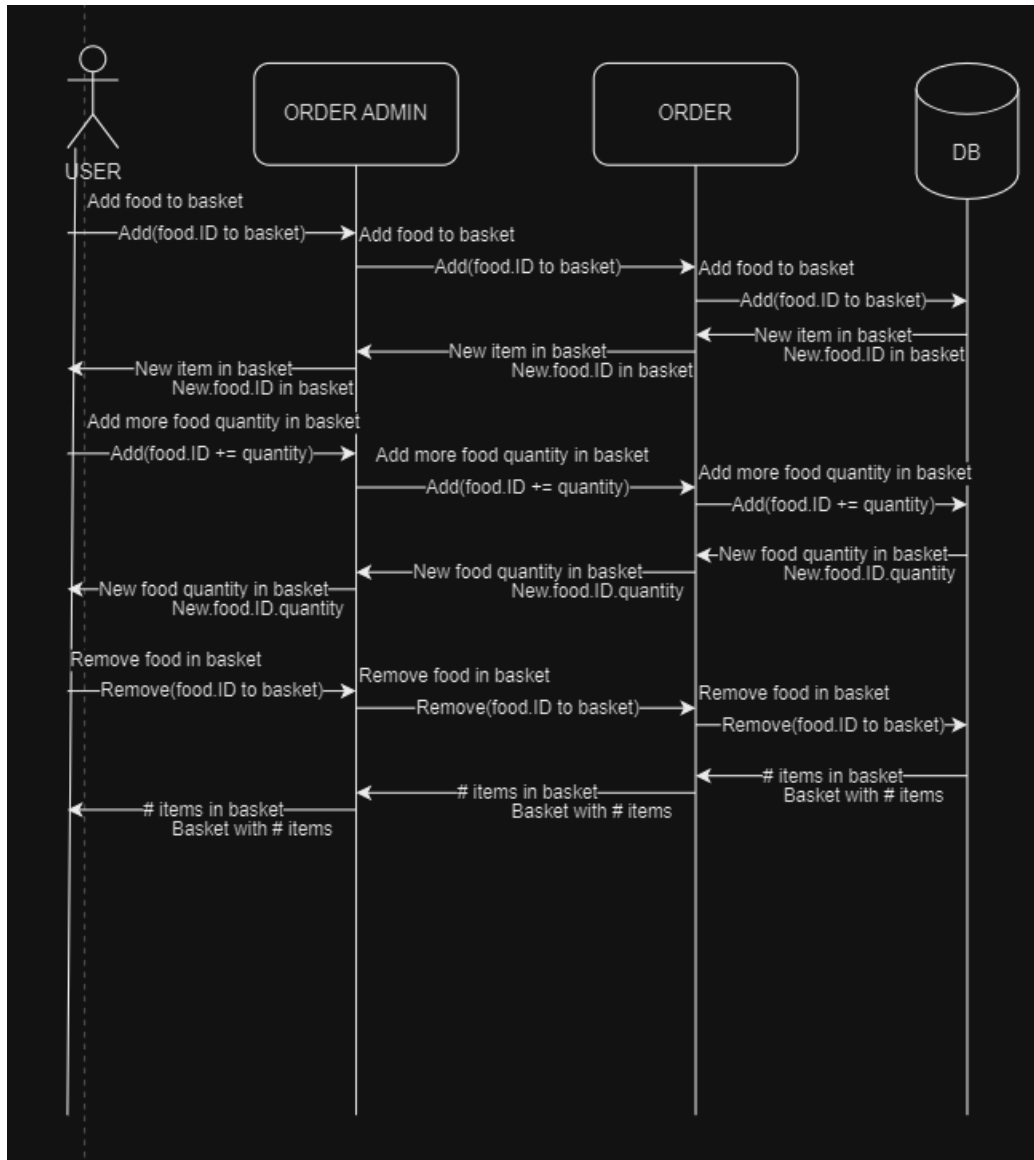 ORDER ADMIN
ORDER
DB
USER
Add food to basket
Add(food.ID to basket)
Add food to basket
Add(food.ID to basket)
Add food to basket
Add(food.ID to basket)
New item in basket
New.food.ID in basket
New item in basket
New.food.ID in basket
New item in basket
New.food.ID in basket
Add more food quantity in basket
Add(food.ID += quantity)
Add more food quantity in basket
Add(food.ID += quantity)
Add more food quantity in basket
Add(food.ID += quantity)
New food quantity in basket
New.food.ID.quantity
New food quantity in basket
New.food.ID.quantity
New food quantity in basket
New.food.ID.quantity
Remove food in basket
Remove(food.ID to basket)
Remove food in basket
Remove(food.ID to basket)
Remove food in basket
Remove(food.ID to basket)
# items in basket
Basket with # items
# items in basket
Basket with # items
# items in basket
Basket with # items